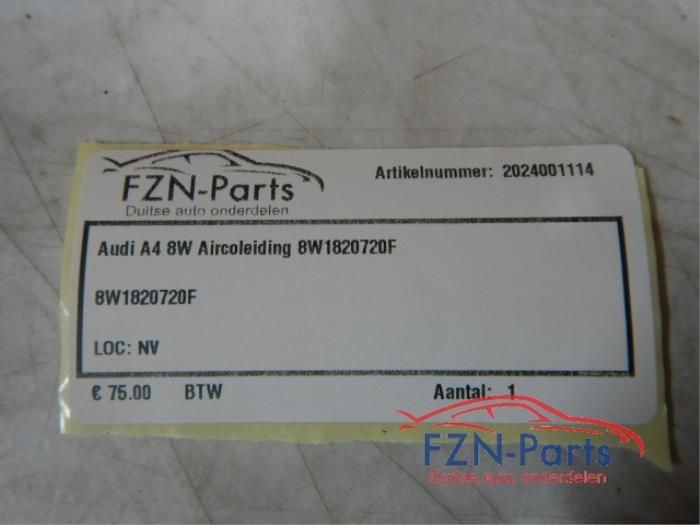 FZN-Parts
Duitse auto onderdelen
Artikelnummer: 2024001114
Audi A4 8W Aircoleiding 8W1820720F
8W1820720F
LOC: NV
€ 75.00 BTW Aantal: 1
FZN-Parts
Duitse auto onderdelen